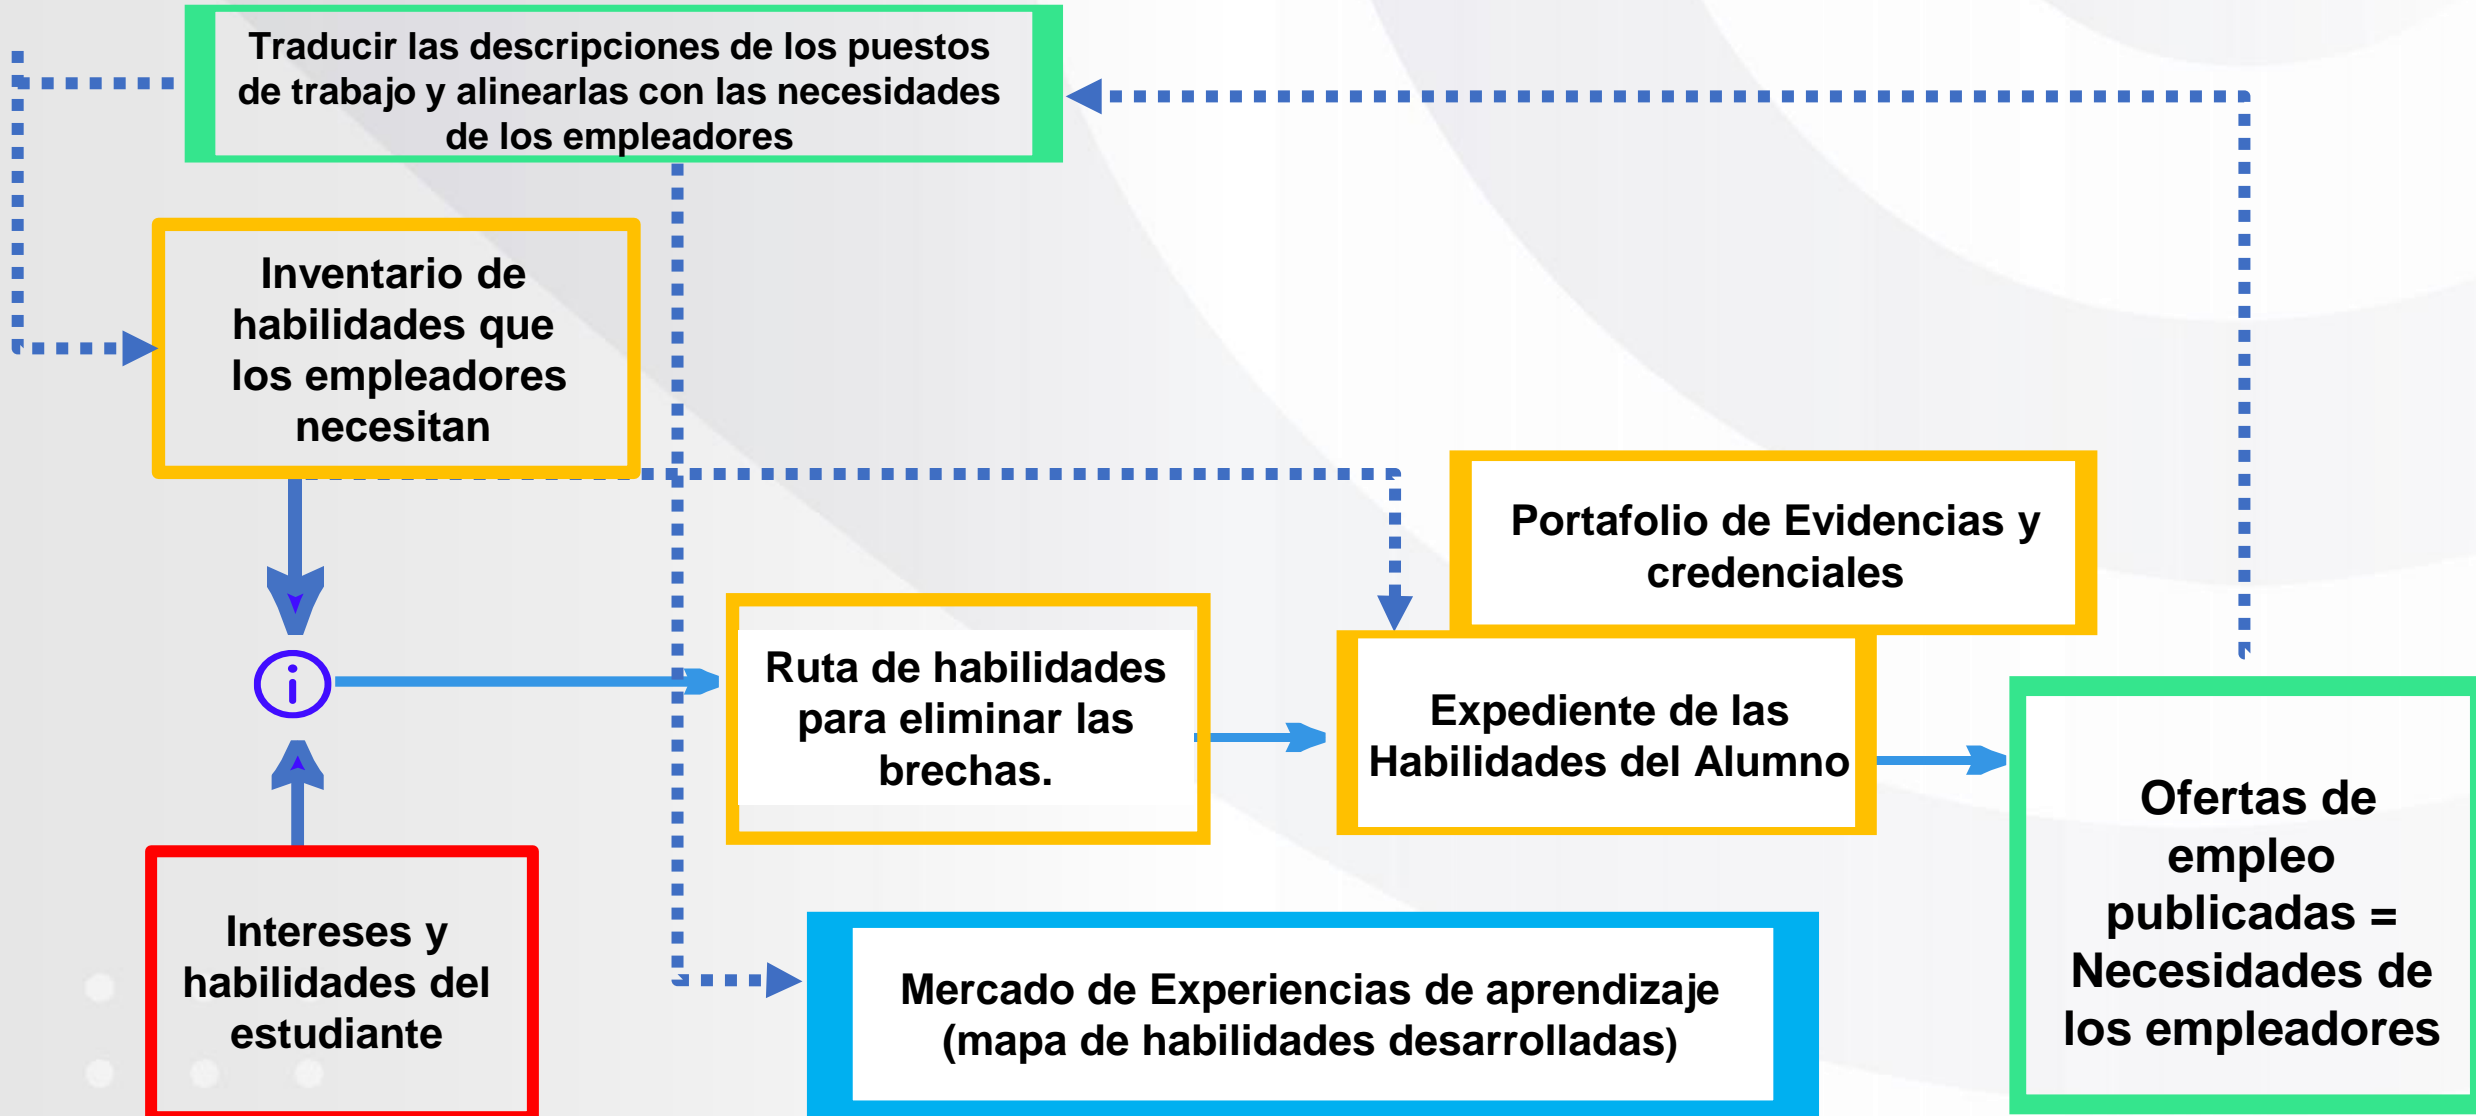 Traducir las descripciones de los puestos
de trabajo y alinearlas con las necesidades
de los empleadores
Inventario de
habilidades que
los empleadores
necesitan
Portafolio de Evidencias y
credenciales
i
Ruta de habilidades
para eliminar las
brechas.
Expediente de las
Habilidades del Alumno
Ofertas de
empleo
publicadas =
Necesidades de
los empleadores
Intereses y
habilidades del
estudiante
Mercado de Experiencias de aprendizaje
(mapa de habilidades desarrolladas)